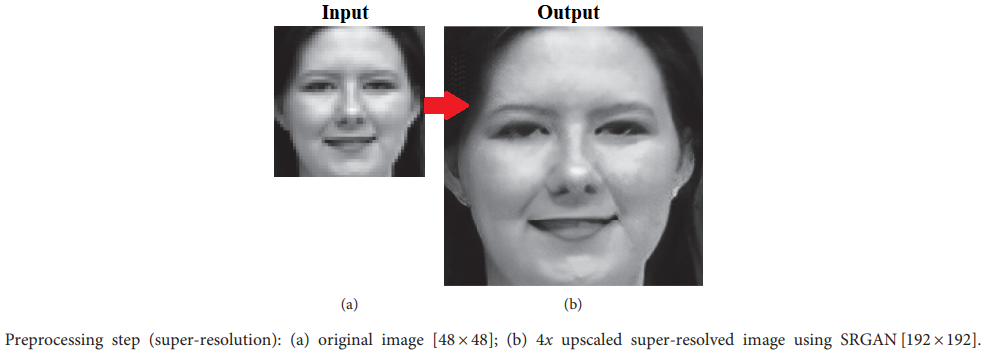 Input Output
(a) (b)
Preprocessing step (super-resolution): (a) original image [48×48]; (b) 4x upscaled super-resolved image using SRGAN [192×192].